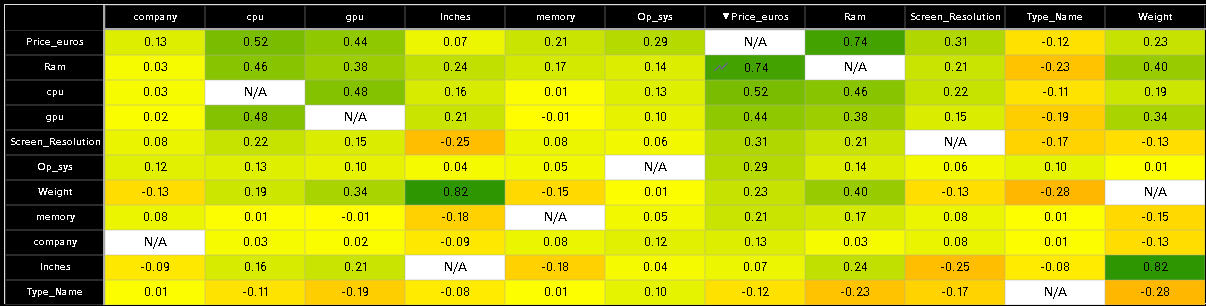 company cpu gpu Inches memory Op_sys ▼Price_euros Ram Screen_Resolution Type_Name Weight
Price_euros 0.13 0.52 0.44 0.07 0.21 0.29 N/A 0.74 0.31 -0.12 0.23
Ram 0.03 0.46 0.38 0.24 0.17 0.14 0.74 N/A 0.21 -0.23 0.40
cpu 0.03 N/A 0.48 0.16 0.01 0.13 0.52 0.46 0.22 -0.11 0.19
gpu 0.02 0.48 N/A 0.21 -0.01 0.10 0.44 0.38 0.15 -0.19 0.34
Screen_Resolution 0.08 0.22 0.15 -0.25 0.08 0.06 0.31 0.21 N/A -0.17 -0.13
Op_sys 0.12 0.13 0.10 0.04 0.05 N/A 0.29 0.14 0.06 0.10 0.01
Weight -0.13 0.19 0.34 0.82 -0.15 0.01 0.23 0.40 -0.13 -0.28 N/A
memory 0.08 0.01 -0.01 -0.18 N/A 0.05 0.21 0.17 0.08 0.01 -0.15
company N/A 0.03 0.02 -0.09 0.08 0.12 0.13 0.03 0.08 0.01 -0.13
Inches -0.09 0.16 0.21 N/A -0.18 0.04 0.07 0.24 -0.25 -0.08 0.82
Type_Name 0.01 -0.11 -0.19 -0.08 0.01 0.10 -0.12 -0.23 -0.17 N/A -0.28